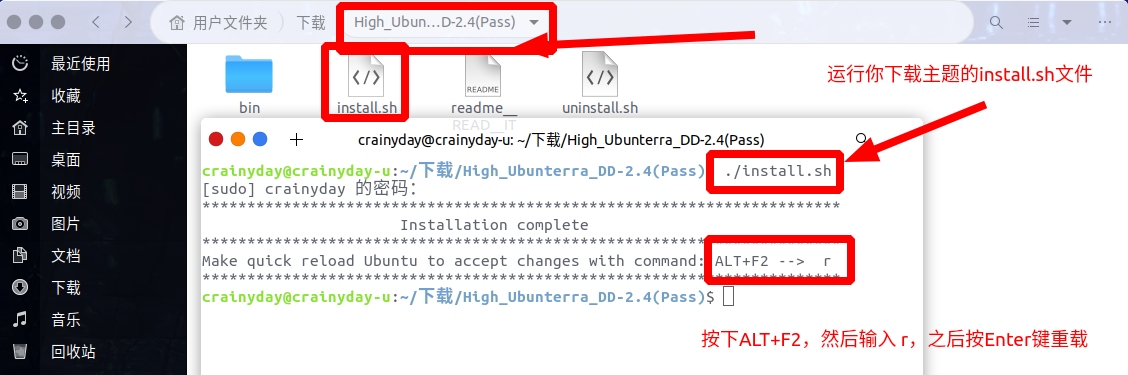 用户文件夹 下载 High_Ubun…D-2.4(Pass)
最近使用
收藏
主目录
桌面
视频
图片
文档
下载
音乐
回收站
bin
install.sh
README
readme__
READ__IT
uninstall.sh
运行你下载主题的install.sh文件
crainyday@crainyday-u: ~/下载/High_Ubunterra_DD-2.4(Pass)
crainyday@crainyday-u:~/下载/High_Ubunterra_DD-2.4(Pass) ./install.sh
[sudo] crainyday 的密码：
***********************************************************************
Installation complete
***********************************************************************
Make quick reload Ubuntu to accept changes with command: ALT+F2 --> r
***********************************************************************
crainyday@crainyday-u:~/下载/High_Ubunterra_DD-2.4(Pass)$
按下ALT+F2，然后输入 r，之后按Enter键重载